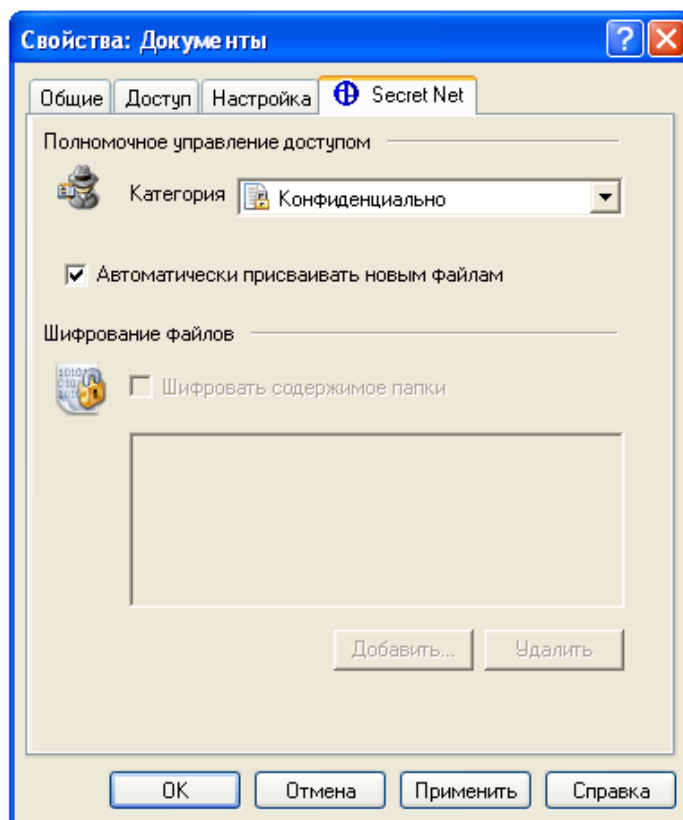 Свойства: Документы
Общие Доступ Настройка Secret Net
Полномочное управление доступом
Категория Конфиденциально
Автоматически присваивать новым файлам
Шифрование файлов
Шифровать содержимое папки
Добавить... Удалить
OK Отмена Применить Справка